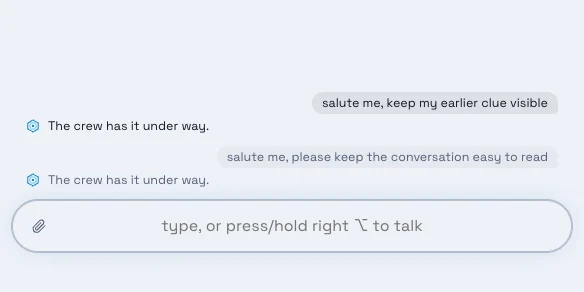 salute me, keep my earlier clue visible
The crew has it under way.
salute me, please keep the conversation easy to read
The crew has it under way.
type, or press/hold right ⌥ to talk